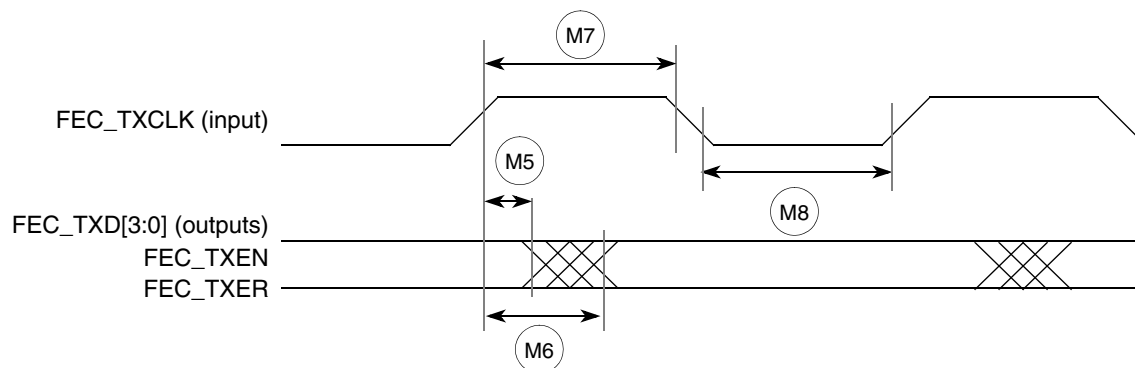 M7
FEC_TXCLK (input)
M5
M8
FEC_TXD[3:0] (outputs)
FEC_TXEN
FEC_TXER
M6